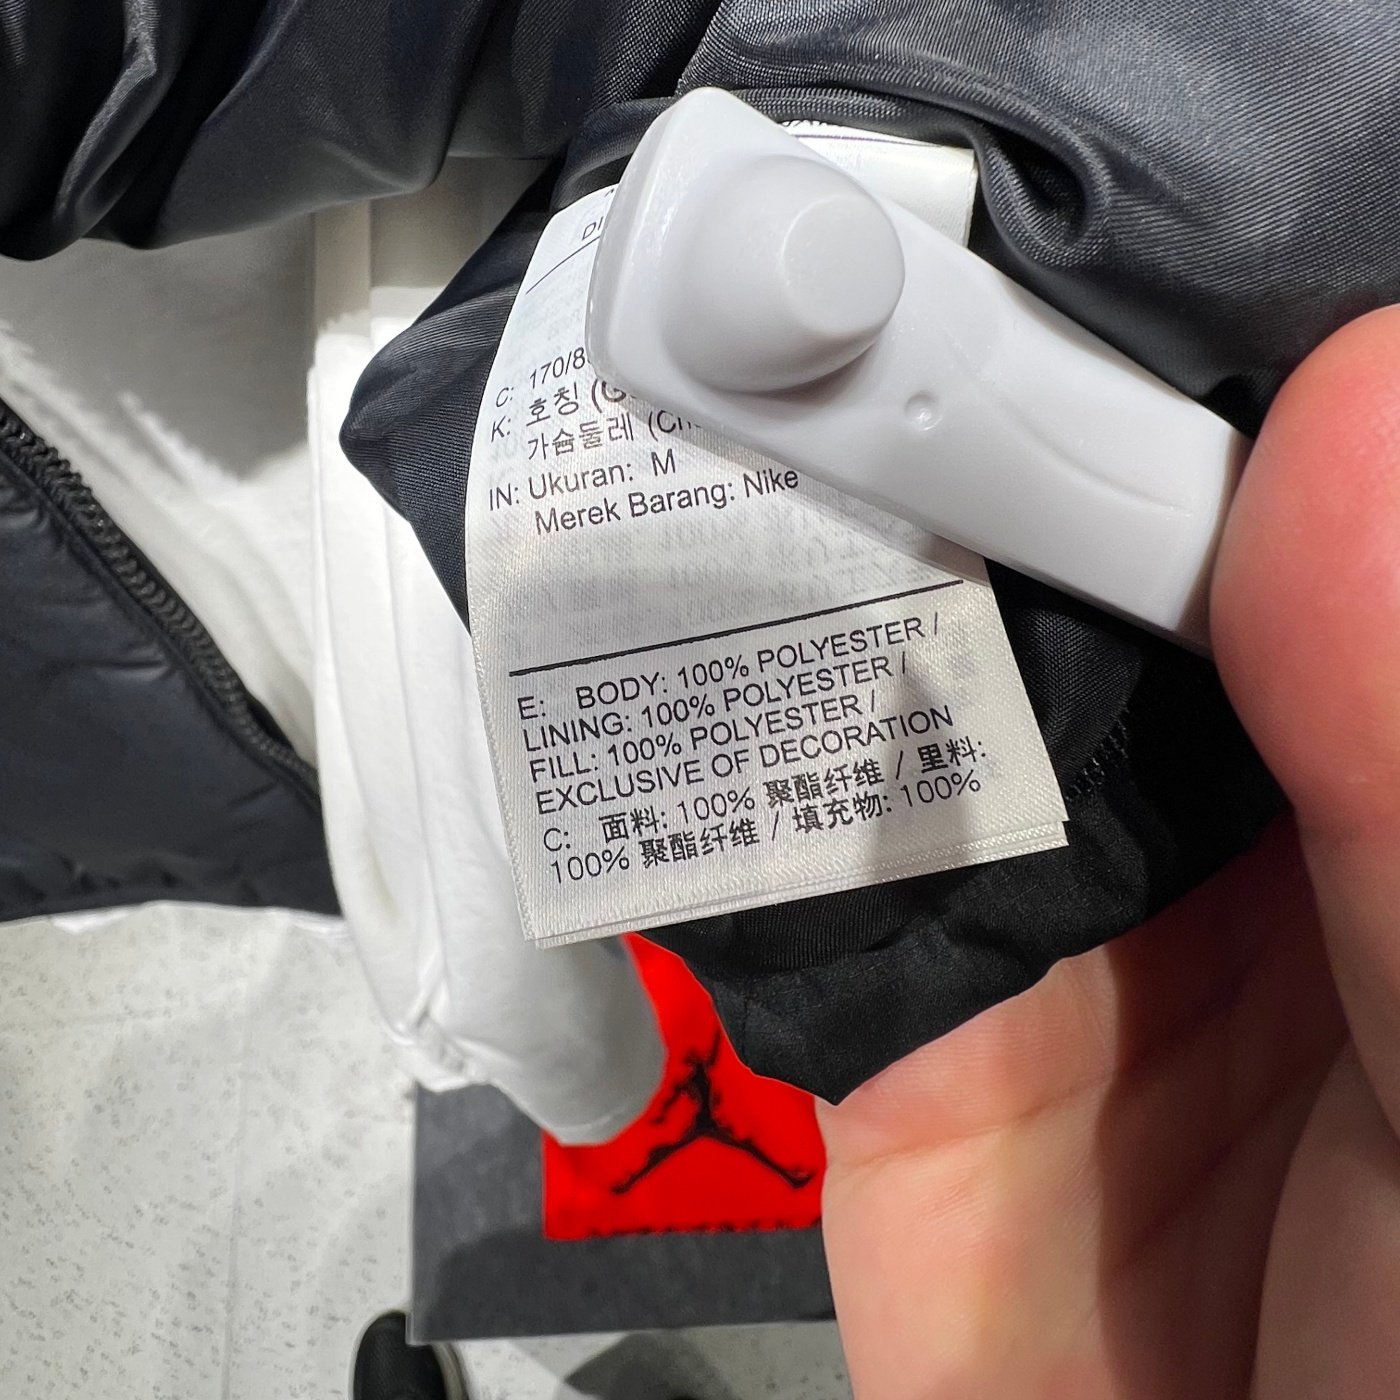 C: 170/8
K: 호칭
가슴둘레
IN: Ukuran: M
Merek Barang: Nike
E: BODY: 100% POLYESTER /
LINING: 100% POLYESTER /
FILL: 100% POLYESTER /
EXCLUSIVE OF DECORATION
C: 面料: 100% 聚酯纤维 / 里料:
100% 聚酯纤维 / 填充物: 100%